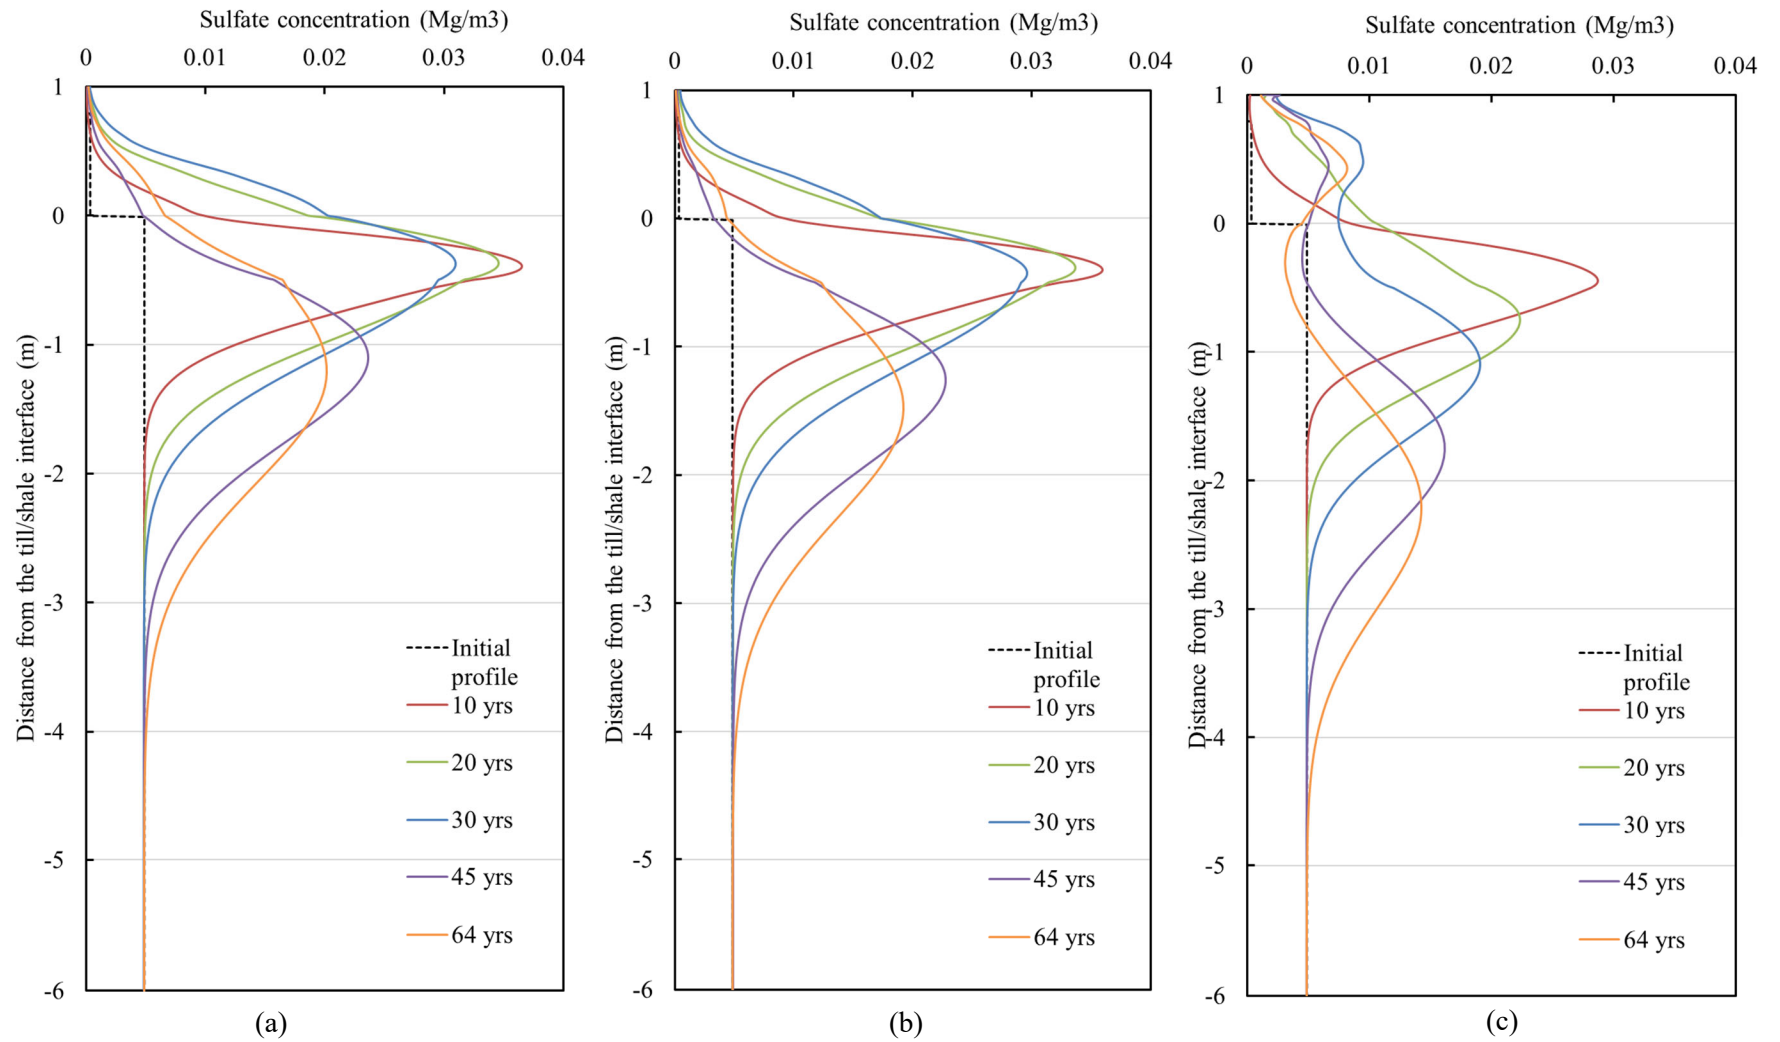 Sulfate concentration (Mg/m3)
0 0.01 0.02 0.03 0.04
1
0
-1
-2
-3
-4
-5
-6
Distance from the till/shale interface (m)
Initial
profile
10 yrs
20 yrs
30 yrs
45 yrs
64 yrs
(a)
Sulfate concentration (Mg/m3)
0 0.01 0.02 0.03 0.04
1
0
-1
-2
-3
-4
-5
-6
Distance from the till/shale interface (m)
Initial
profile
10 yrs
20 yrs
30 yrs
45 yrs
64 yrs
(b)
Sulfate concentration (Mg/m3)
0 0.01 0.02 0.03 0.04
1
0
-1
-2
-3
-4
-5
-6
Distance from the till/shale interface (m)
Initial
profile
10 yrs
20 yrs
30 yrs
45 yrs
64 yrs
(c)